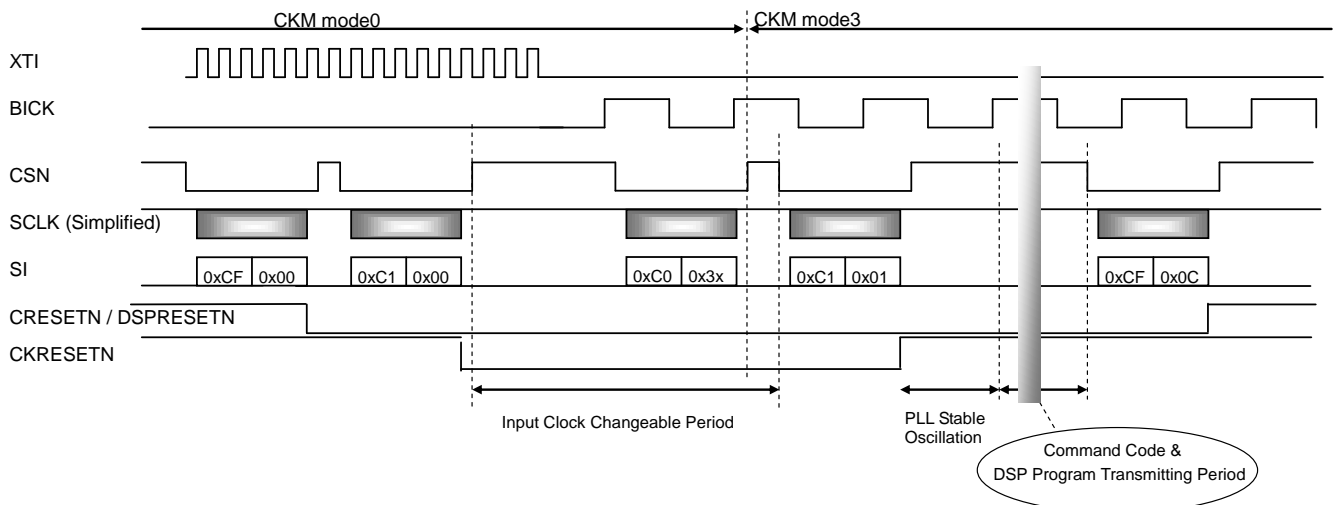 CKM mode0
CKM mode3
XTI
BICK
CSN
SCLK (Simplified)
SI
0xCF 0x00 0xC1 0x00 0xC0 0x3x 0xC1 0x01 0xCF 0x0C
CRESETN / DSPRESETN
CKRESETN
Input Clock Changeable Period
PLL Stable
Oscillation
Command Code &
DSP Program Transmitting Period